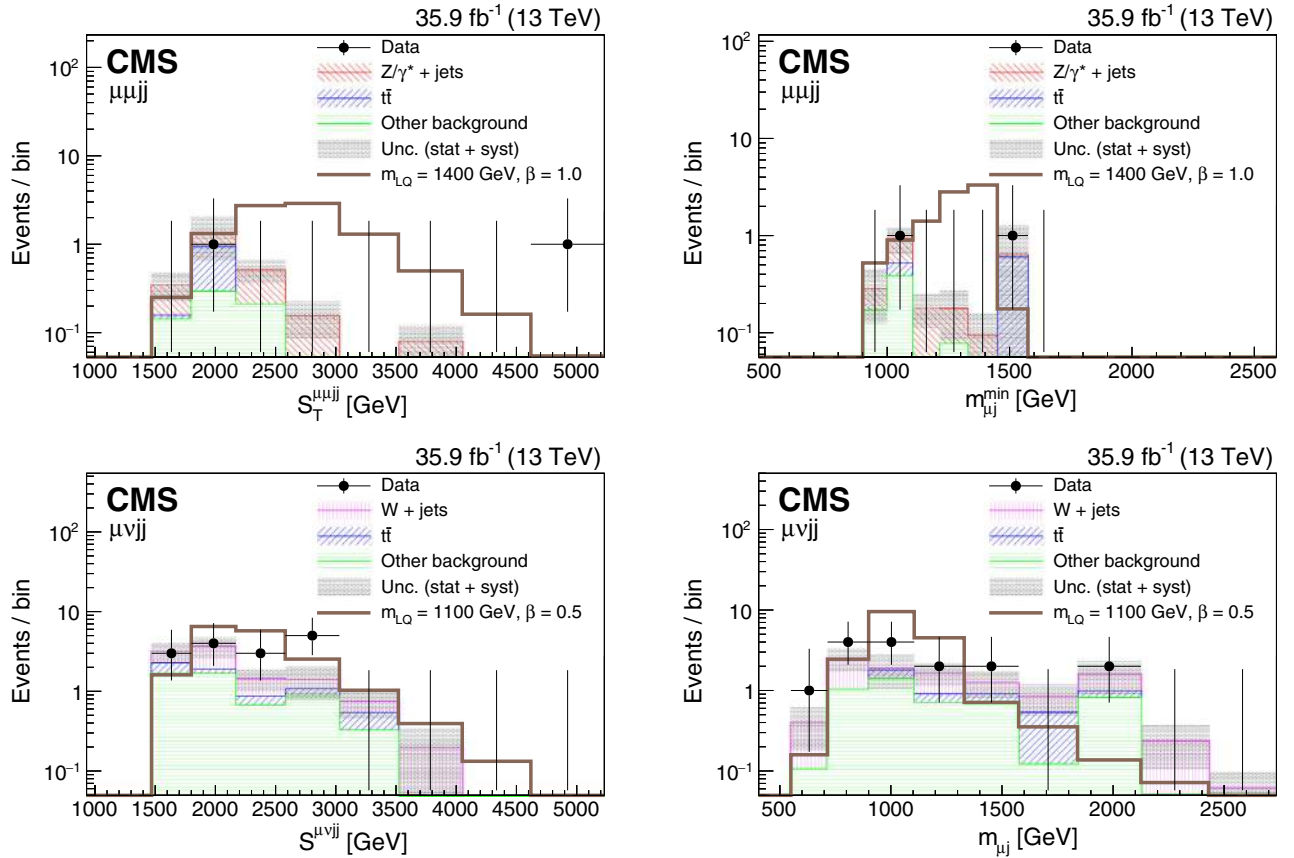 35.9 fb⁻¹ (13 TeV)
CMS
μμjj
Data
Z/γ* + jets
tt̄
Other background
Unc. (stat + syst)
m_LQ = 1400 GeV, β = 1.0
Events / bin
10²
10
1
10⁻¹
1000 1500 2000 2500 3000 3500 4000 4500 5000
S_T^μμjj [GeV]
35.9 fb⁻¹ (13 TeV)
CMS
μμjj
Data
Z/γ* + jets
tt̄
Other background
Unc. (stat + syst)
m_LQ = 1400 GeV, β = 1.0
Events / bin
10²
10
1
10⁻¹
500 1000 1500 2000 2500
m_μj^min [GeV]
35.9 fb⁻¹ (13 TeV)
CMS
μνjj
Data
W + jets
tt̄
Other background
Unc. (stat + syst)
m_LQ = 1100 GeV, β = 0.5
Events / bin
10²
10
1
10⁻¹
1000 1500 2000 2500 3000 3500 4000 4500 5000
S^μνjj [GeV]
35.9 fb⁻¹ (13 TeV)
CMS
μνjj
Data
W + jets
tt̄
Other background
Unc. (stat + syst)
m_LQ = 1100 GeV, β = 0.5
Events / bin
10²
10
1
10⁻¹
500 1000 1500 2000 2500
m_μj [GeV]